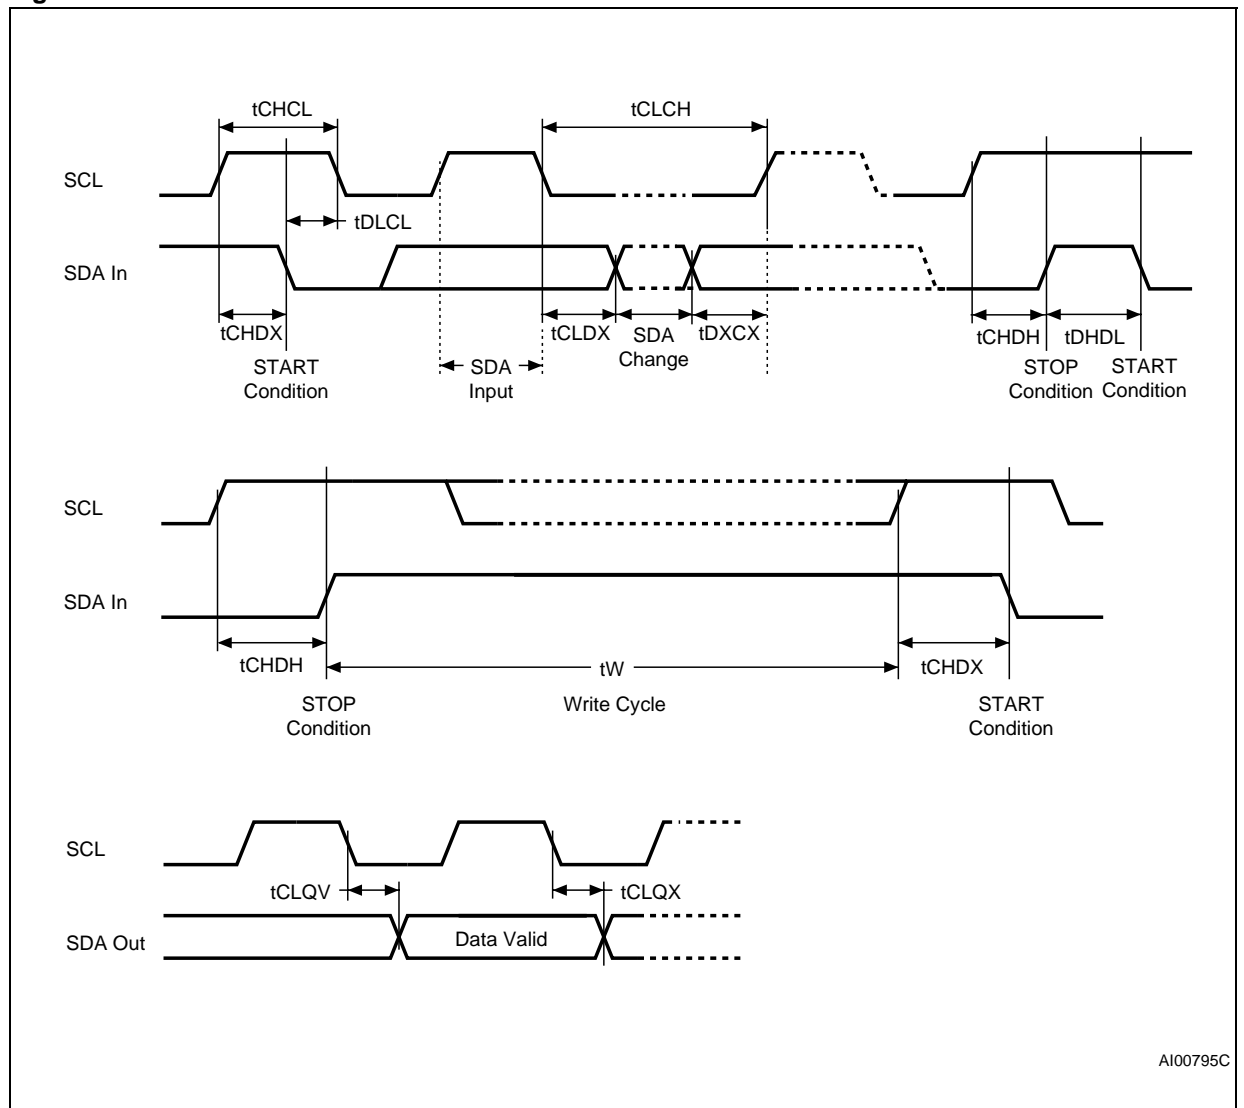 tCHCL
tCLCH
SCL
tDLCL
SDA In
tCHDX
tCLDX
SDA
Change
tDXCX
tCHDH
tDHDL
START
Condition
SDA
Input
STOP
Condition
START
Condition
SCL
SDA In
tCHDH
tW
tCHDX
STOP
Condition
Write Cycle
START
Condition
SCL
tCLQV
tCLQX
SDA Out
Data Valid
AI00795C